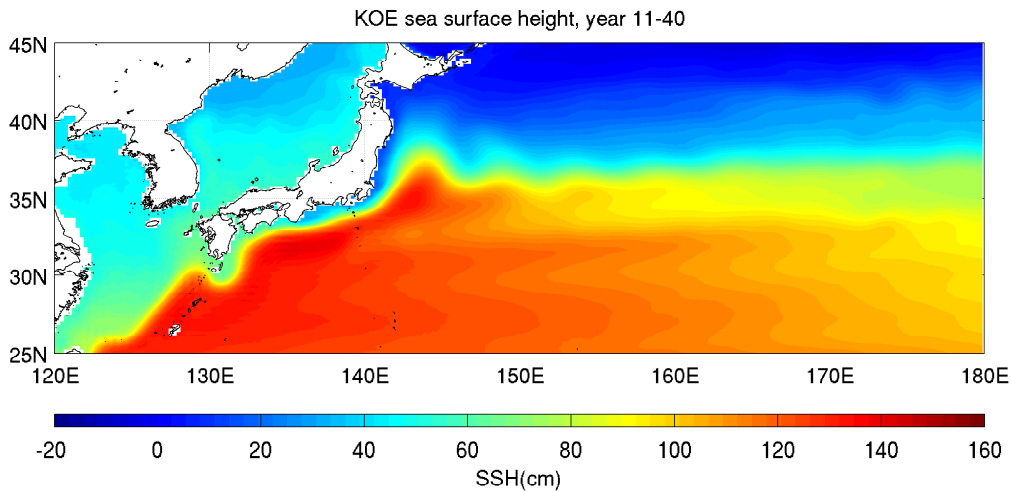 KOE sea surface height, year 11-40
45N
40N
35N
30N
25N
120E 130E 140E 150E 160E 170E 180E
-20 0 20 40 60 80 100 120 140 160
SSH(cm)